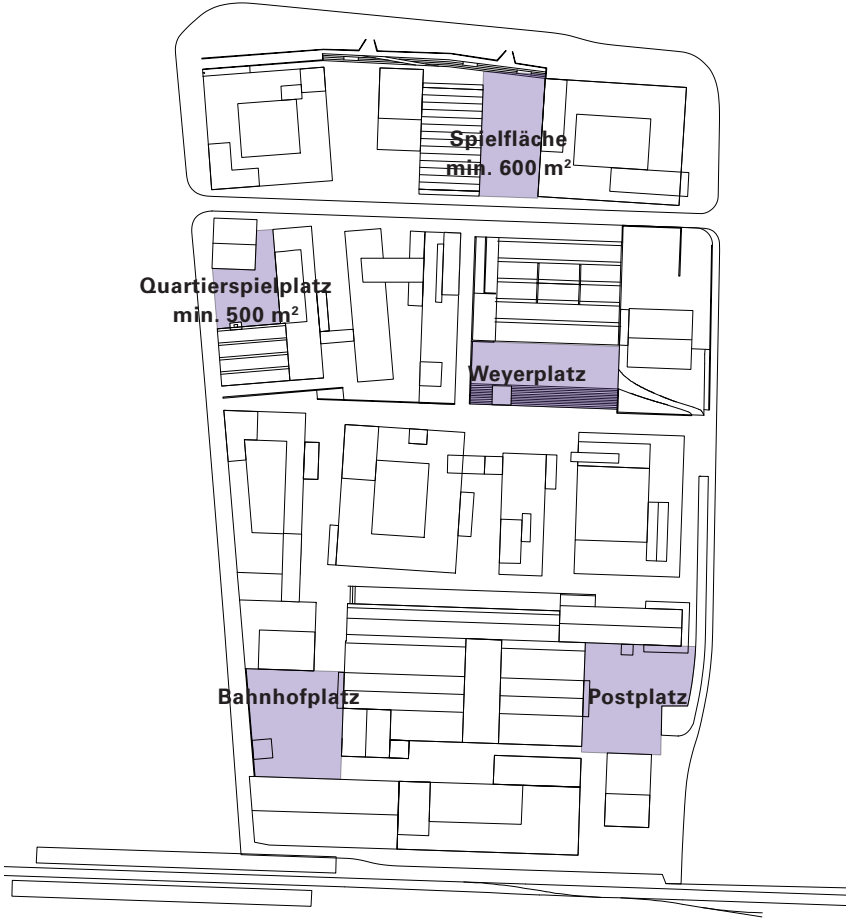 Spielfläche
min. 600 m²
Quartierspielplatz
min. 500 m²
Weyerplatz
Bahnhofplatz
Postplatz